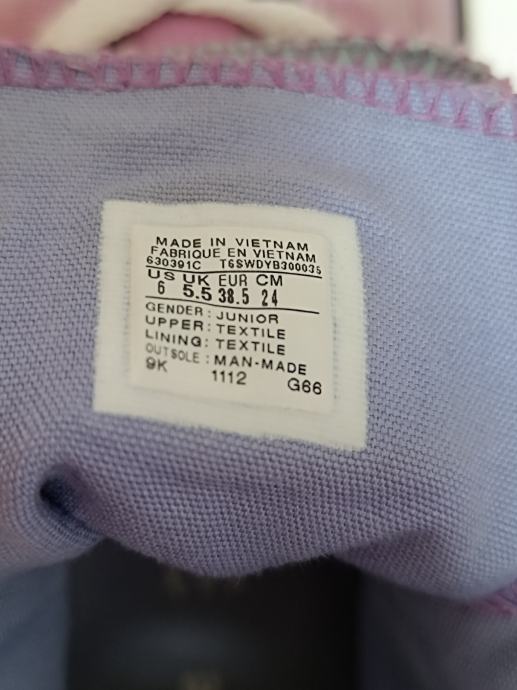 MADE IN VIETNAM
FABRIQUE EN VIETNAM
630391C T6SWDYB300035
US UK EUR CM
6 5.5 38.5 24
GENDER : JUNIOR
UPPER : TEXTILE
LINING : TEXTILE
OUTSOLE : MAN-MADE
9K 1112 G66